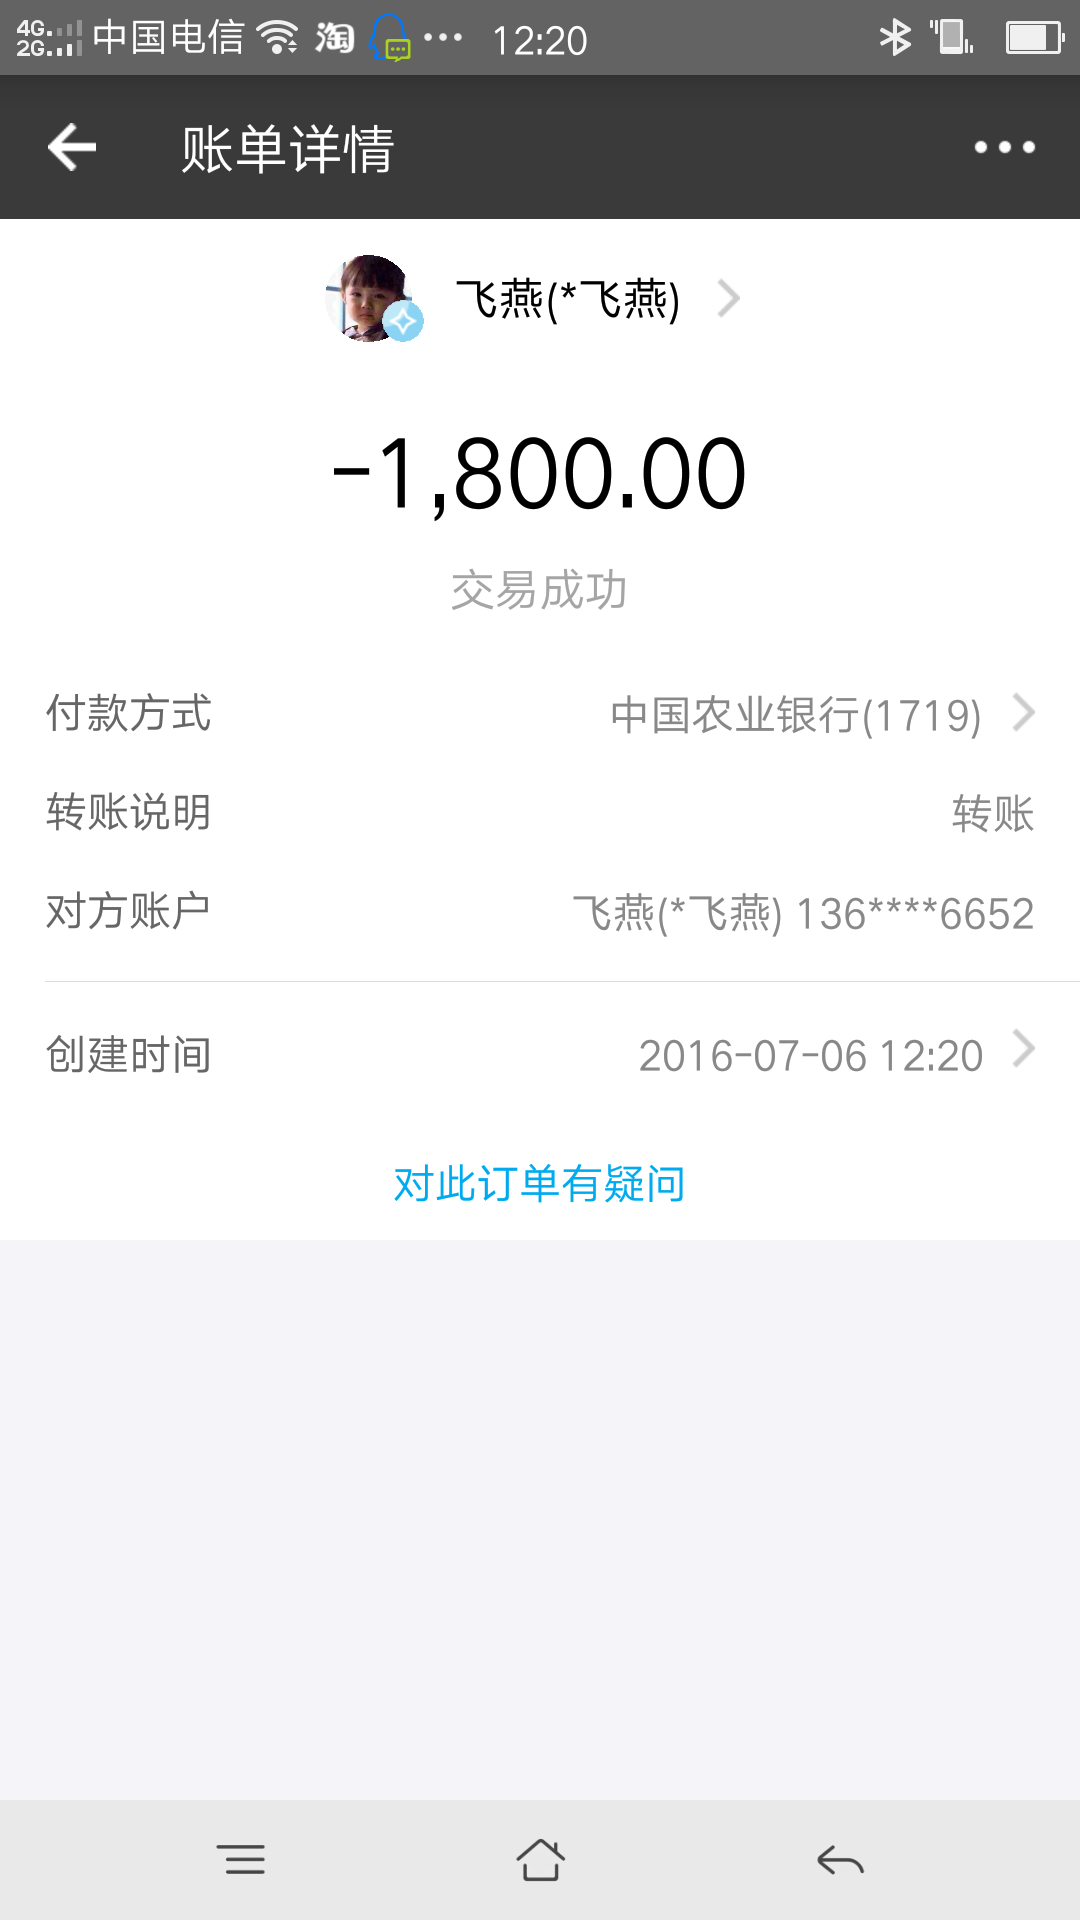 4G 2G 中国电信 淘 12:20
账单详情
飞燕(*飞燕)
-1,800.00
交易成功
付款方式 中国农业银行(1719)
转账说明 转账
对方账户 飞燕(*飞燕) 136****6652
创建时间 2016-07-06 12:20
对此订单有疑问